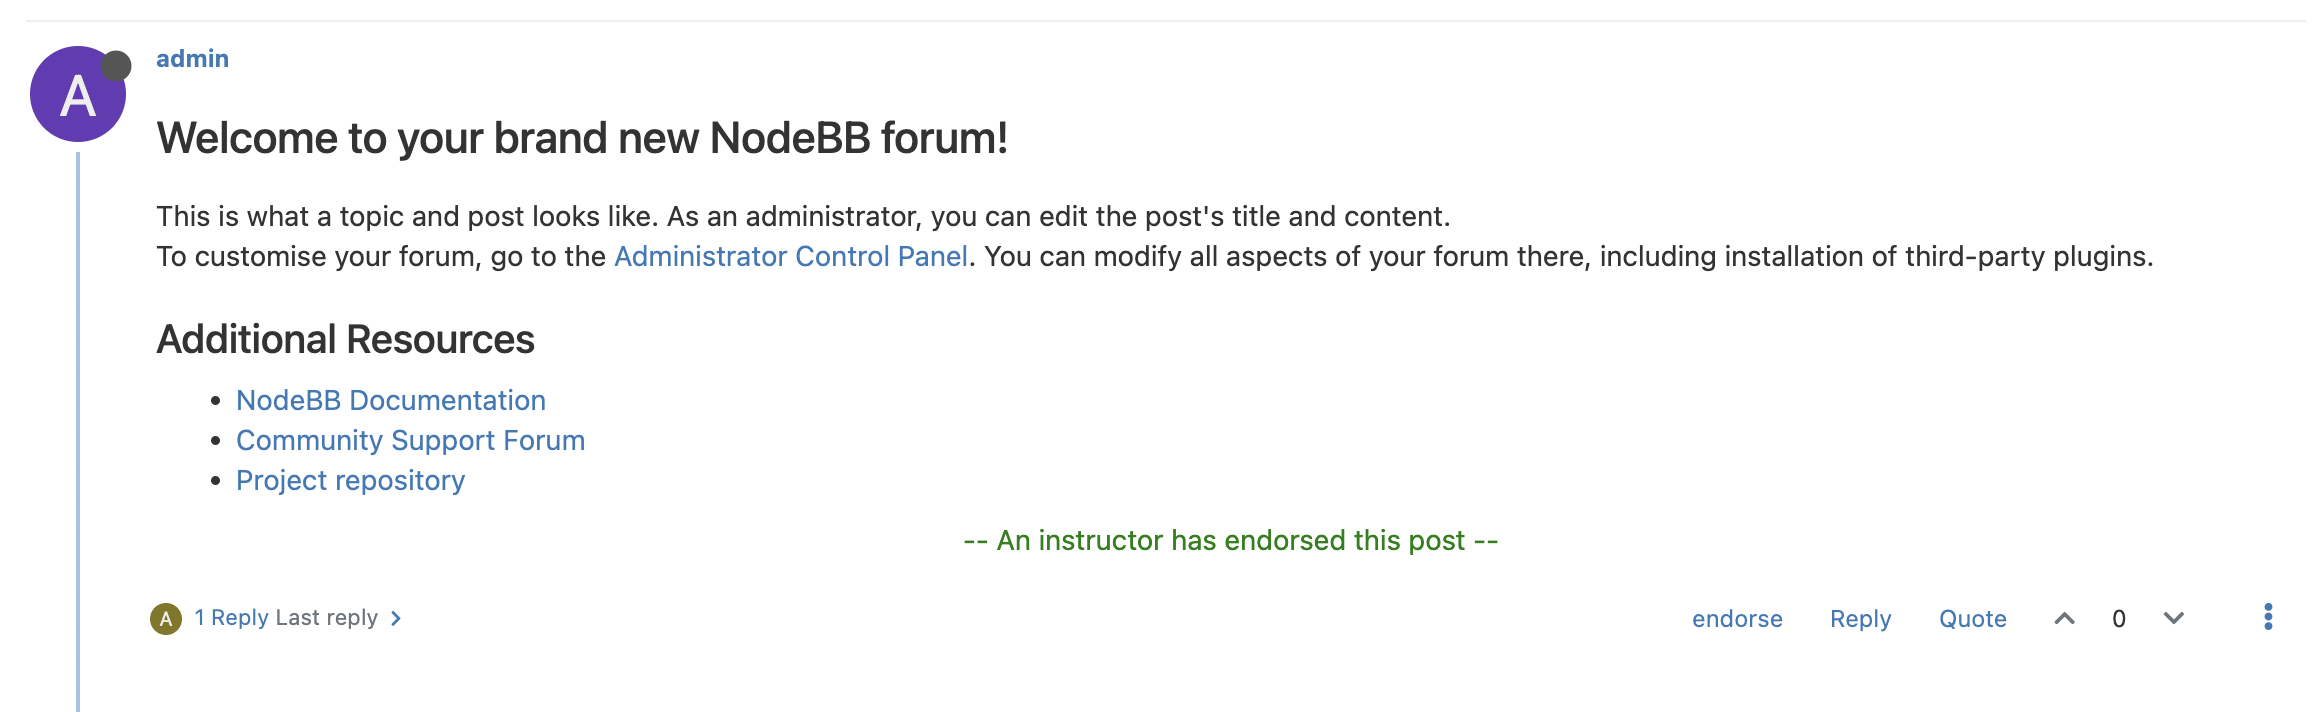 A
admin
Welcome to your brand new NodeBB forum!
This is what a topic and post looks like. As an administrator, you can edit the post's title and content.
To customise your forum, go to the Administrator Control Panel. You can modify all aspects of your forum there, including installation of third-party plugins.
Additional Resources
• NodeBB Documentation
• Community Support Forum
• Project repository
-- An instructor has endorsed this post --
A 1 Reply Last reply endorse Reply Quote 0